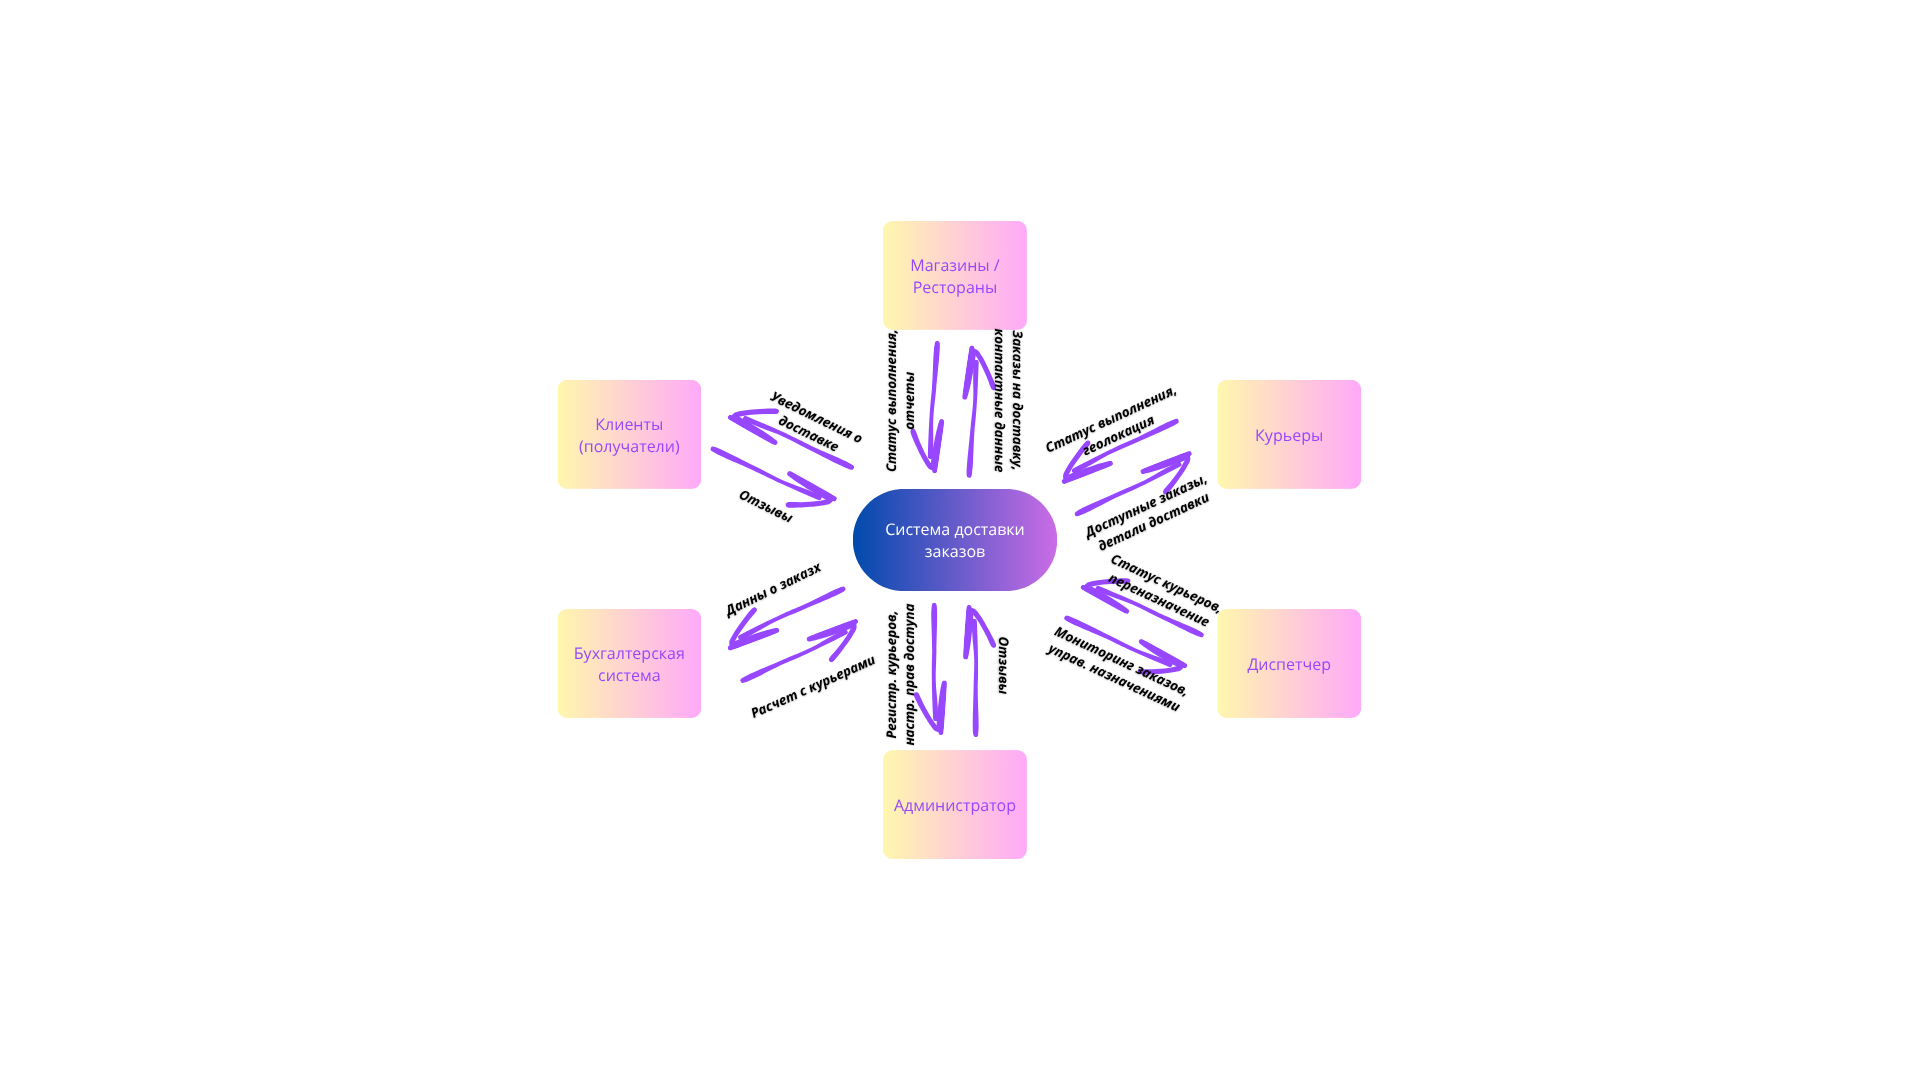 Магазины /
Рестораны
Статус выполнения,
отчеты
Заказы на доставку,
контактные данные
Клиенты
(получатели)
Уведомления о
доставке
Отзывы
Статус выполнения,
геолокация
Доступные заказы,
детали доставки
Курьеры
Система доставки
заказов
Данны о заказх
Расчет с курьерами
Бухгалтерская
система
Регистр. курьеров,
настр. прав доступа
Отзывы
Статус курьеров,
переназначение
Мониторинг заказов,
управ. назначениями
Диспетчер
Администратор